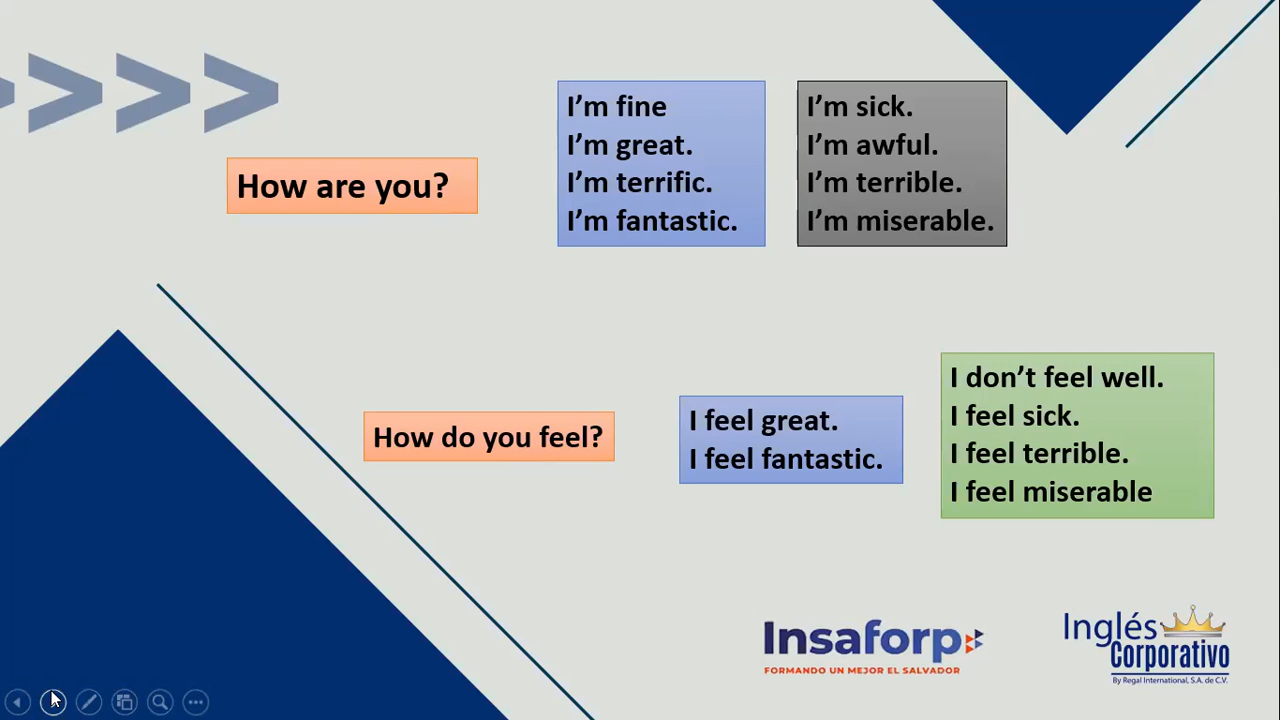 How are you?
I'm fine
I'm great.
I'm terrific.
I'm fantastic.
I'm sick.
I'm awful.
I'm terrible.
I'm miserable.
How do you feel?
I feel great.
I feel fantastic.
I don't feel well.
I feel sick.
I feel terrible.
I feel miserable
Insaforp
FORMANDO UN MEJOR EL SALVADOR
Inglés
Corporativo
By Regal International, S.A. de C.V.